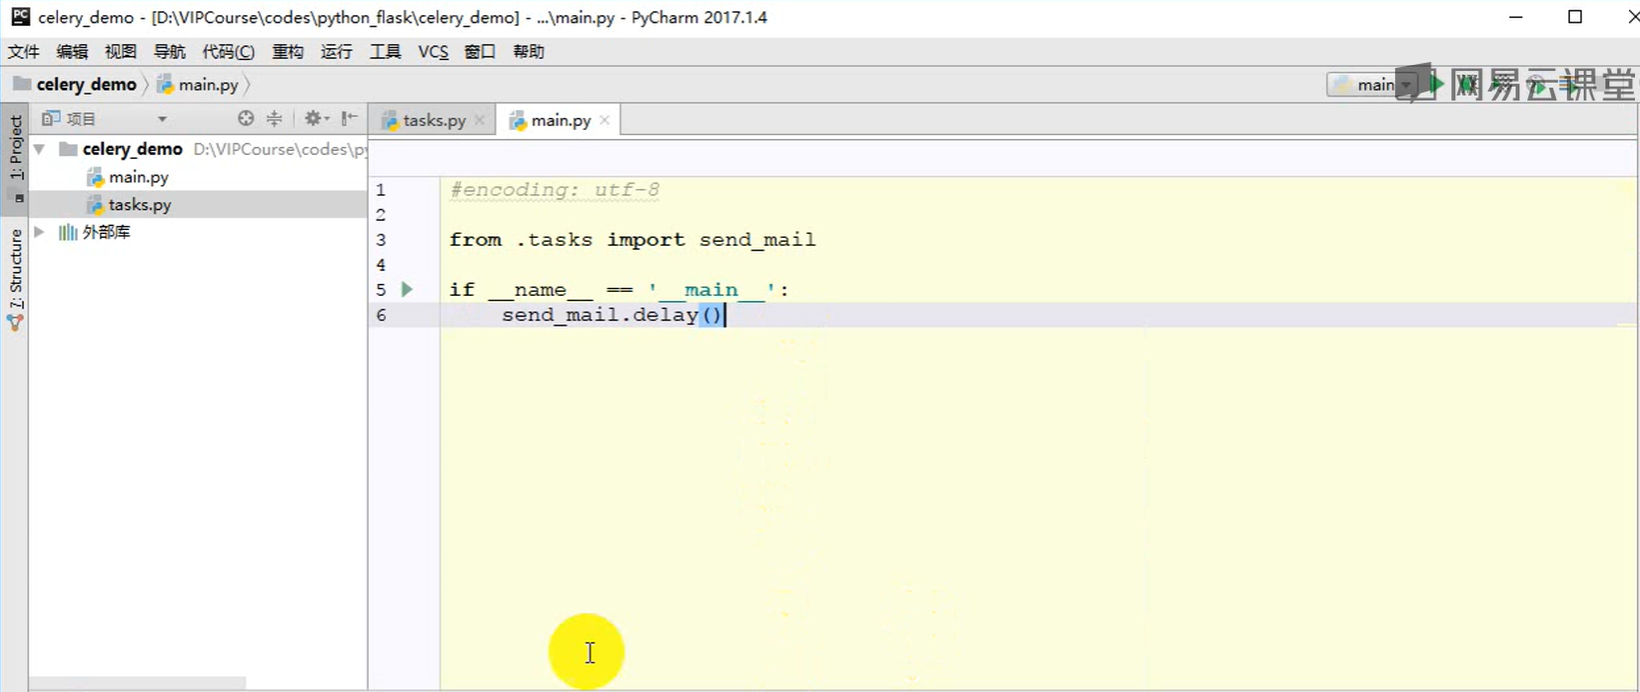 celery_demo - [D:\VIPCourse\codes\python_flask\celery_demo] - ...\main.py - PyCharm 2017.1.4
文件 编辑 视图 导航 代码(C) 重构 运行 工具 VCS 窗口 帮助
celery_demo main.py main 网易云课堂
1: Project
7: Structure
项目
tasks.py main.py
celery_demo D:\VIPCourse\codes\py
main.py
tasks.py
外部库
1 #encoding: utf-8
2
3 from .tasks import send_mail
4
5 if __name__ == '__main__':
6 send_mail.delay()